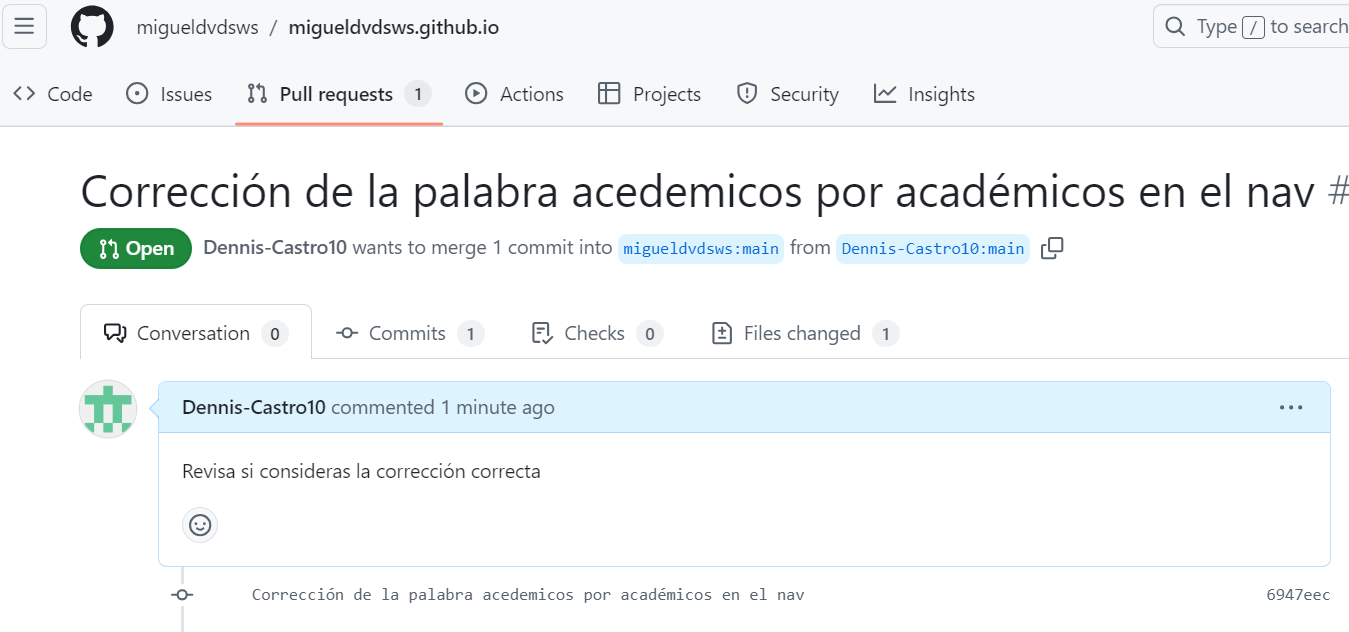 migueldvdsws / migueldvdsws.github.io
Type / to search
Code Issues Pull requests 1 Actions Projects Security Insights
Corrección de la palabra acedemicos por académicos en el nav #
Open Dennis-Castro10 wants to merge 1 commit into migueldvdsws:main from Dennis-Castro10:main
Conversation 0 Commits 1 Checks 0 Files changed 1
Dennis-Castro10 commented 1 minute ago
Revisa si consideras la corrección correcta
Corrección de la palabra acedemicos por académicos en el nav 6947eec